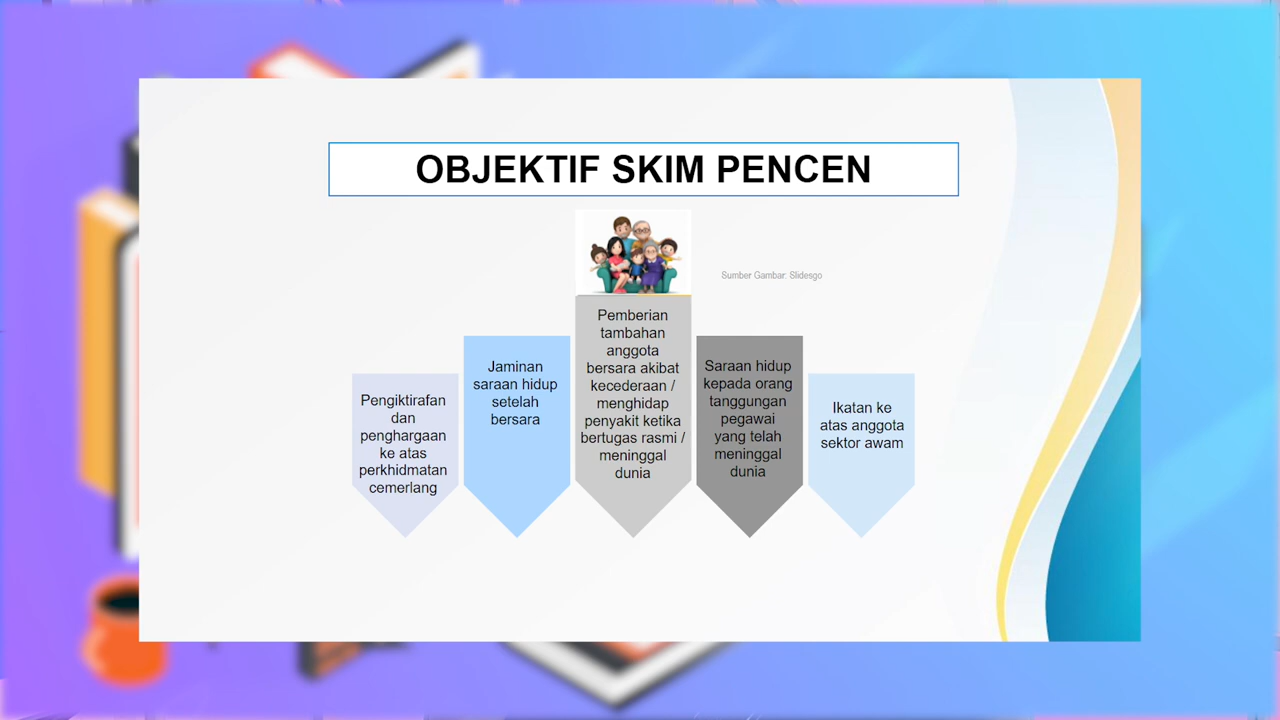 OBJEKTIF SKIM PENCEN
Sumber Gambar: Slidesgo
Pengiktirafan
dan
penghargaan
ke atas
perkhidmatan
cemerlang
Jaminan
saraan hidup
setelah
bersara
Pemberian
tambahan
anggota
bersara akibat
kecederaan /
menghidap
penyakit ketika
bertugas rasmi /
meninggal
dunia
Saraan hidup
kepada orang
tanggungan
pegawai
yang telah
meninggal
dunia
Ikatan ke
atas anggota
sektor awam